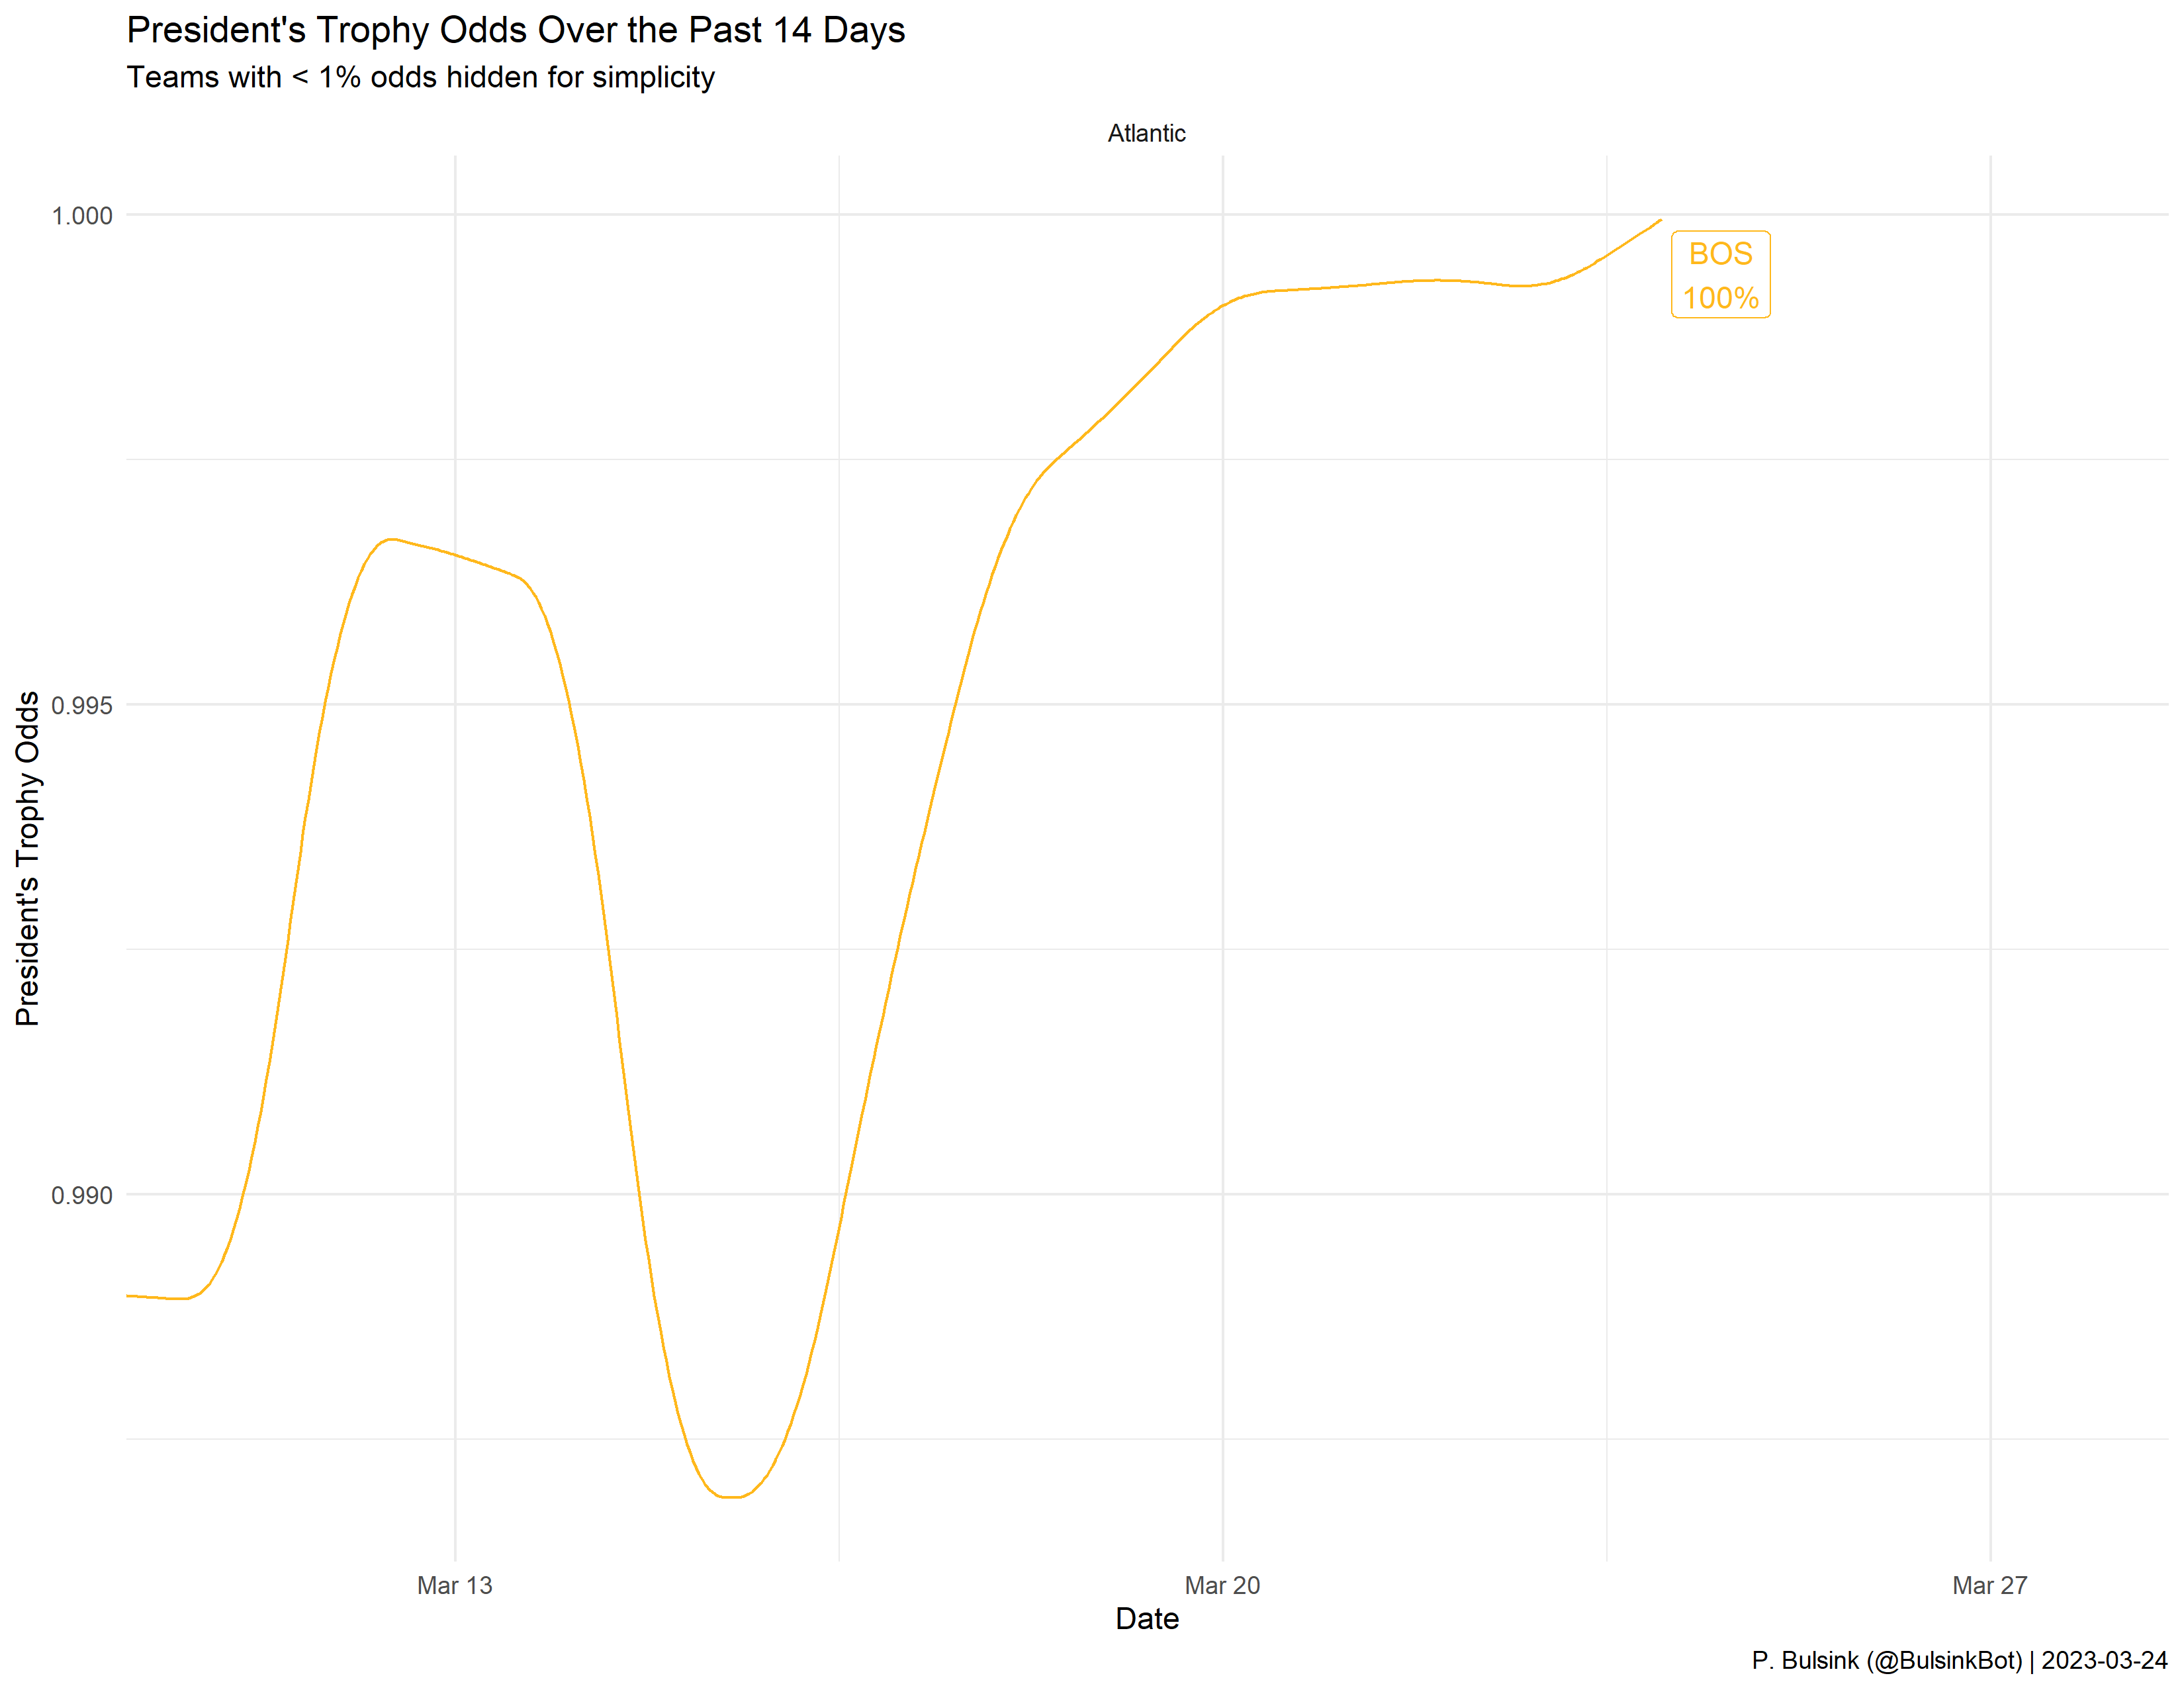 President's Trophy Odds Over the Past 14 Days
Teams with < 1% odds hidden for simplicity
Atlantic
1.000
0.995
0.990
President's Trophy Odds
BOS
100%
Mar 13
Mar 20
Mar 27
Date
P. Bulsink (@BulsinkBot) | 2023-03-24